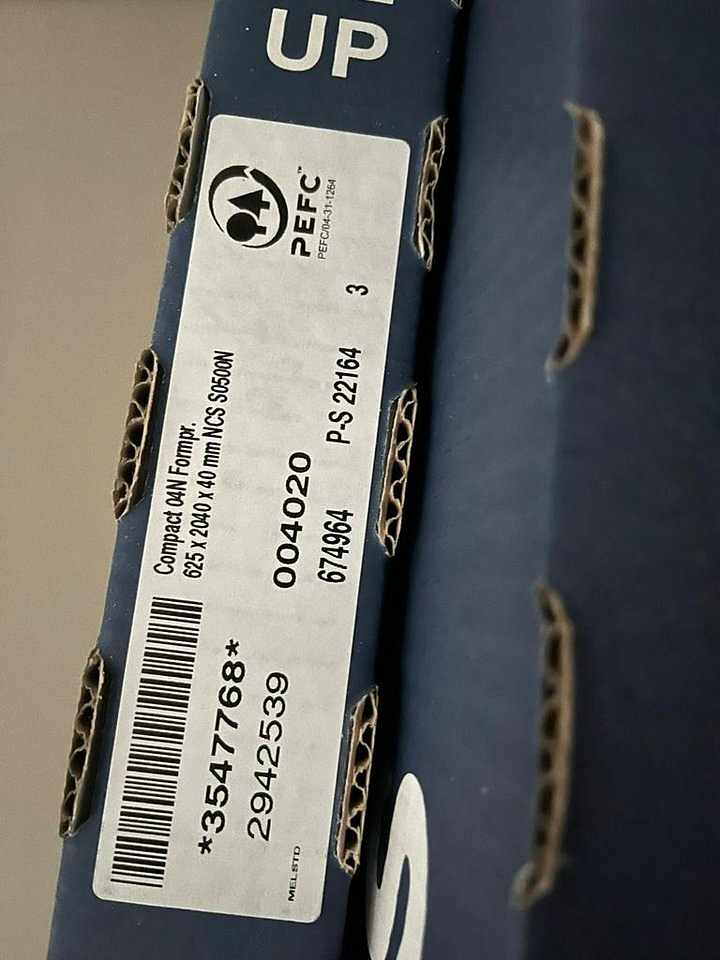 UP
PEFC™
PEFC/04-31-1264
Compact 04N Formpr.
625 x 2040 x 40 mm NCS S0500N
004020
674964 P-S 22164 3
*3547768*
2942539
MELSTD